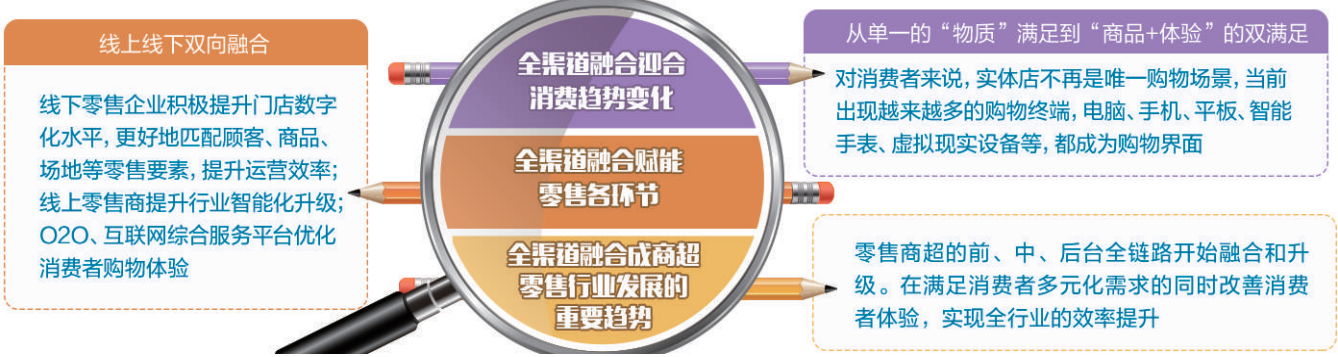 线上线下双向融合
线下零售企业积极提升门店数字
化水平，更好地匹配顾客、商品、
场地等零售要素，提升运营效率；
线上零售商提升行业智能化升级；
O2O、互联网综合服务平台优化
消费者购物体验
全渠道融合迎合
消费趋势变化
全渠道融合赋能
零售各环节
全渠道融合成商超
零售行业发展的
重要趋势
从单一的“物质”满足到“商品+体验”的双满足
对消费者来说，实体店不再是唯一购物场景，当前
出现越来越多的购物终端，电脑、手机、平板、智能
手表、虚拟现实设备等，都成为购物界面
零售商超的前、中、后台全链路开始融合和升
级。在满足消费者多元化需求的同时改善消费
者体验，实现全行业的效率提升